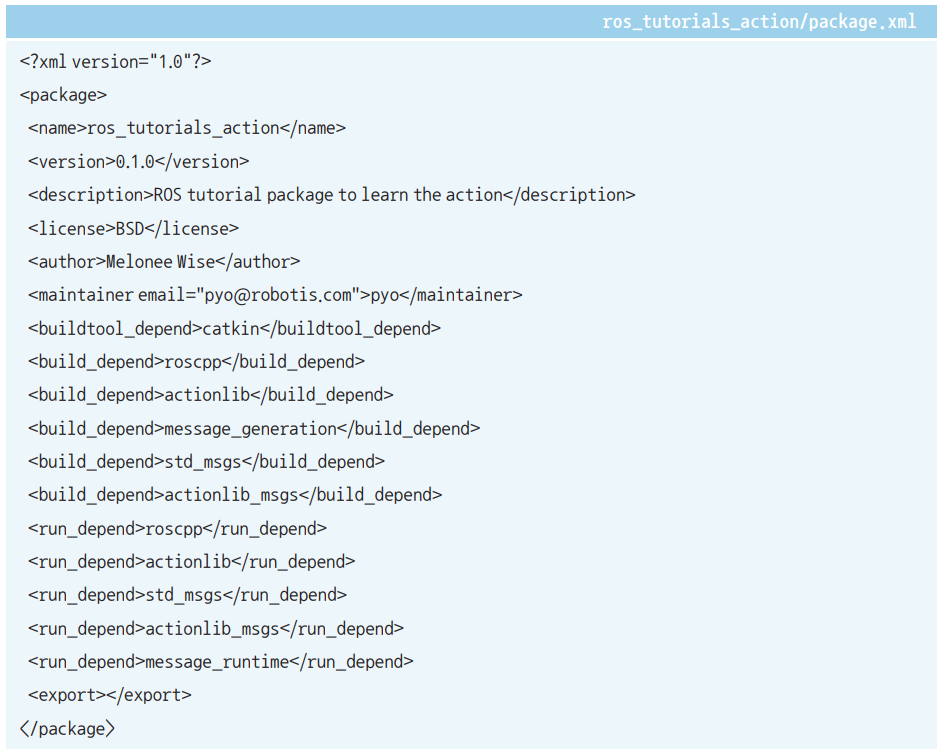 ros_tutorials_action/package.xml
<?xml version="1.0"?>
<package>
<name>ros_tutorials_action</name>
<version>0.1.0</version>
<description>ROS tutorial package to learn the action</description>
<license>BSD</license>
<author>Melonee Wise</author>
<maintainer email="pyo@robotis.com">pyo</maintainer>
<buildtool_depend>catkin</buildtool_depend>
<build_depend>roscpp</build_depend>
<build_depend>actionlib</build_depend>
<build_depend>message_generation</build_depend>
<build_depend>std_msgs</build_depend>
<build_depend>actionlib_msgs</build_depend>
<run_depend>roscpp</run_depend>
<run_depend>actionlib</run_depend>
<run_depend>std_msgs</run_depend>
<run_depend>actionlib_msgs</run_depend>
<run_depend>message_runtime</run_depend>
<export></export>
〈/package〉